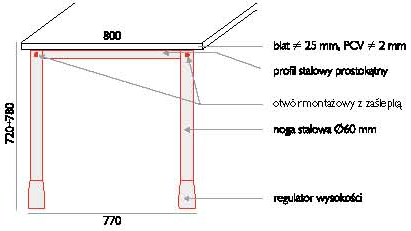 800
blat ≠ 25 mm, PCV ≠ 2 mm
profil stalowy prostokątny
otwór montażowy z zaślepką
720÷780
noga stalowa Ø60 mm
regulator wysokości
770